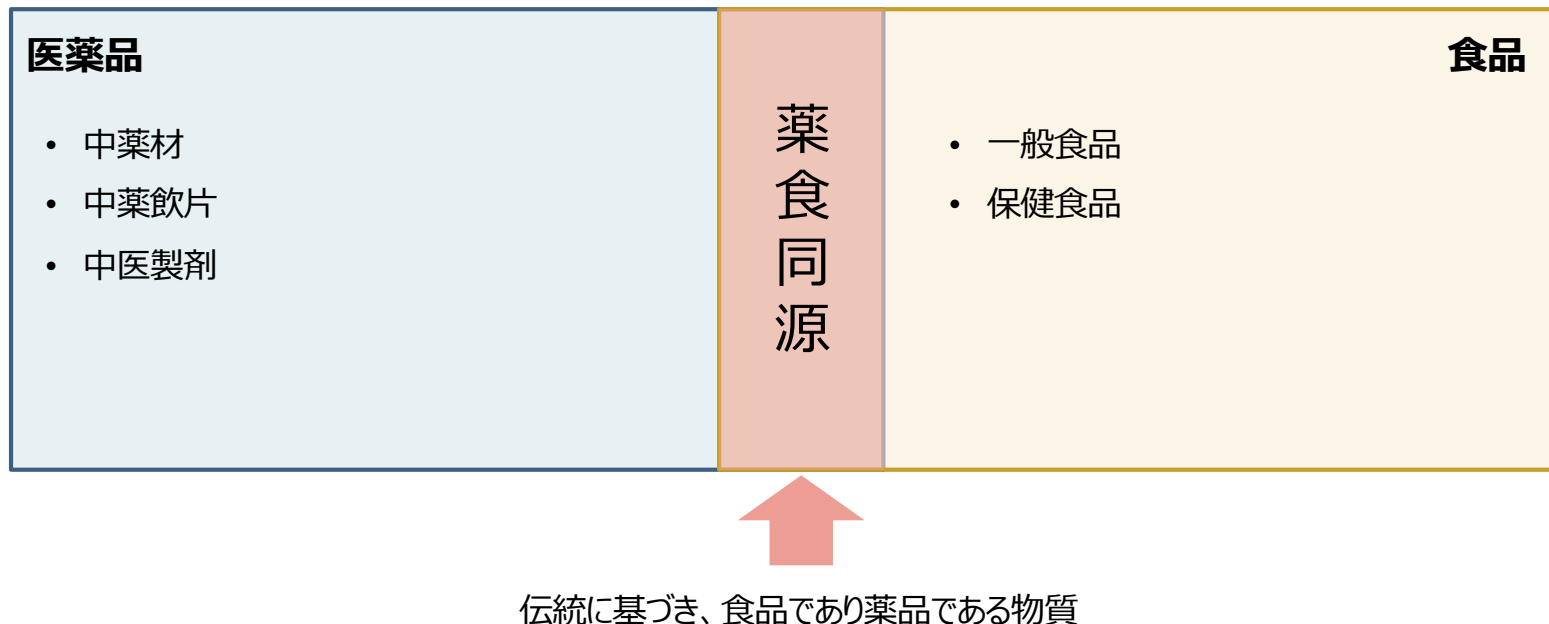 医薬品
• 中薬材
• 中薬飲片
• 中医製剤
薬食同源
食品
• 一般食品
• 保健食品
伝統に基づき、食品であり薬品である物質